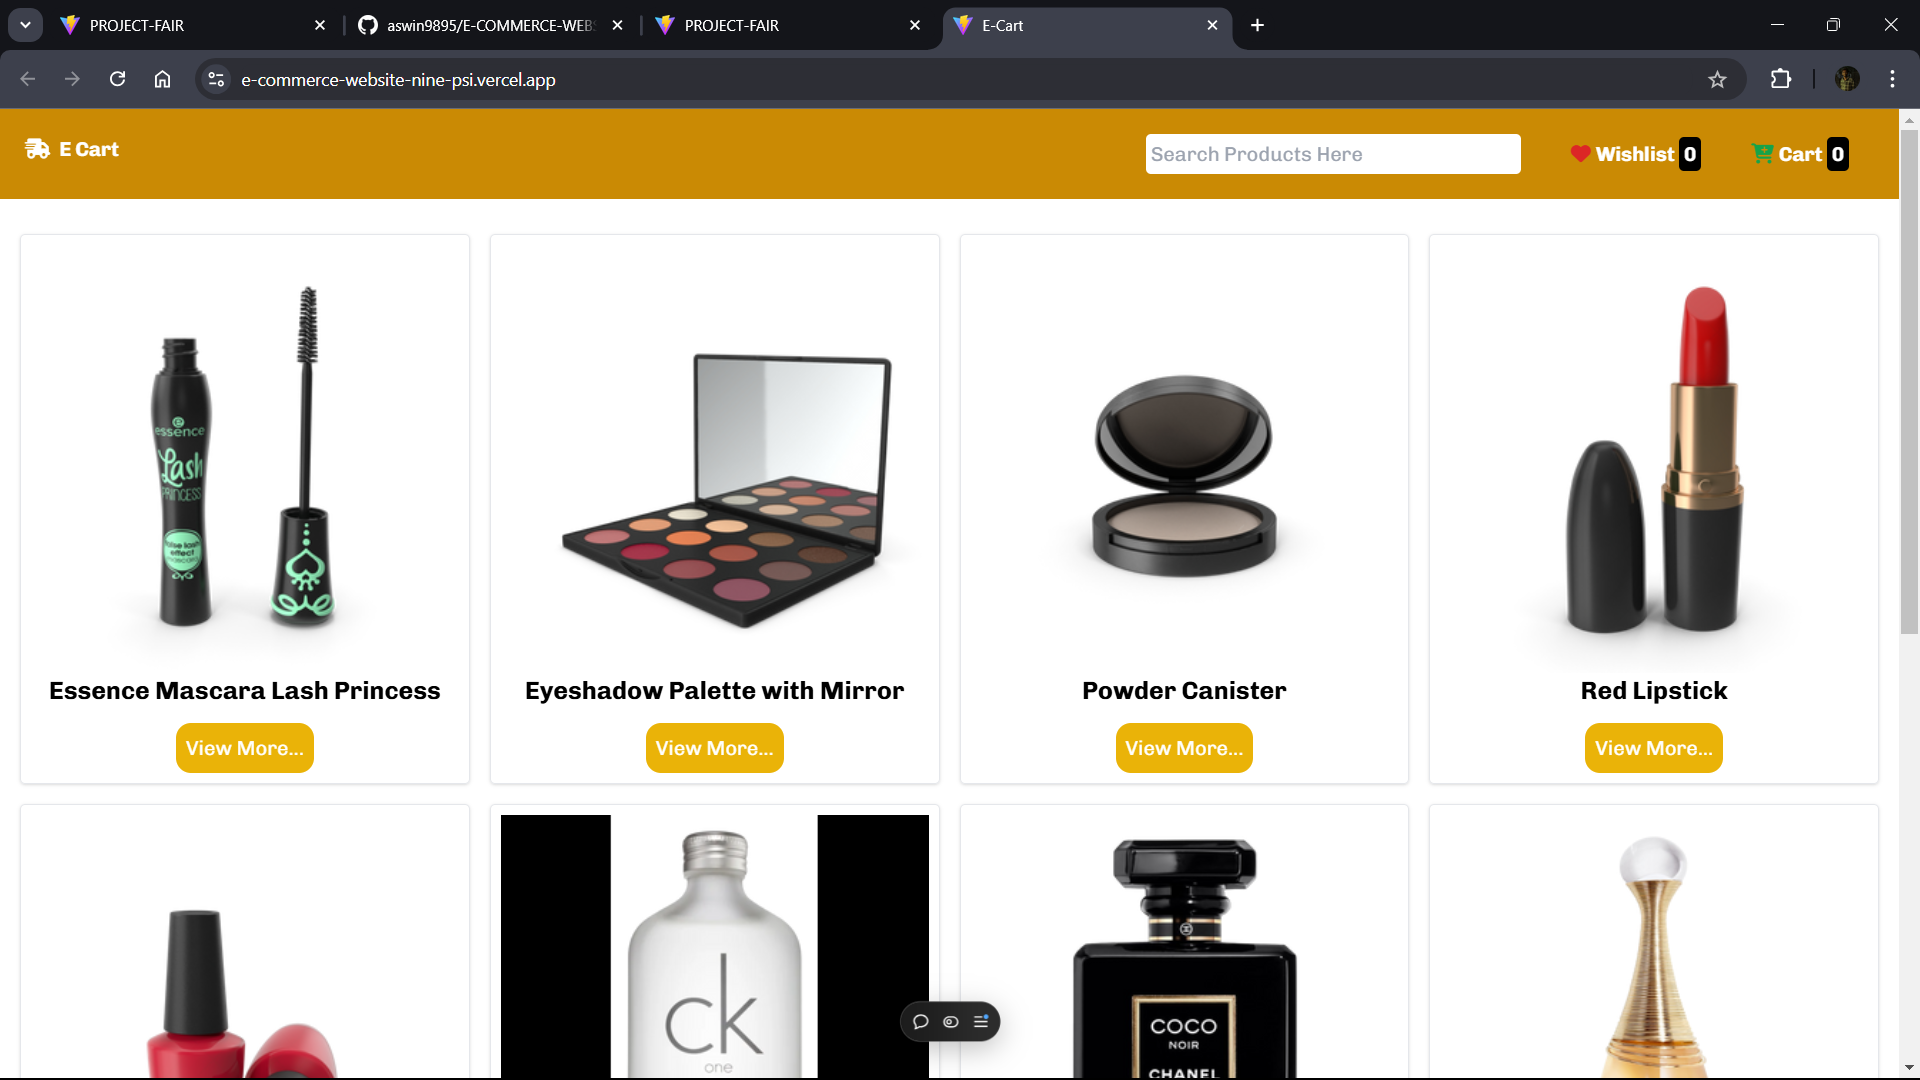 PROJECT-FAIR
aswin9895/E-COMMERCE-WEB
PROJECT-FAIR
E-Cart
e-commerce-website-nine-psi.vercel.app
E Cart
Search Products Here
Wishlist 0
Cart 0
essence
Lash
PRINCESS
false lash
effect
mascara
Essence Mascara Lash Princess
Eyeshadow Palette with Mirror
Powder Canister
Red Lipstick
View More...
View More...
View More...
View More...
ck
one
COCO
NOIR
CHANEL